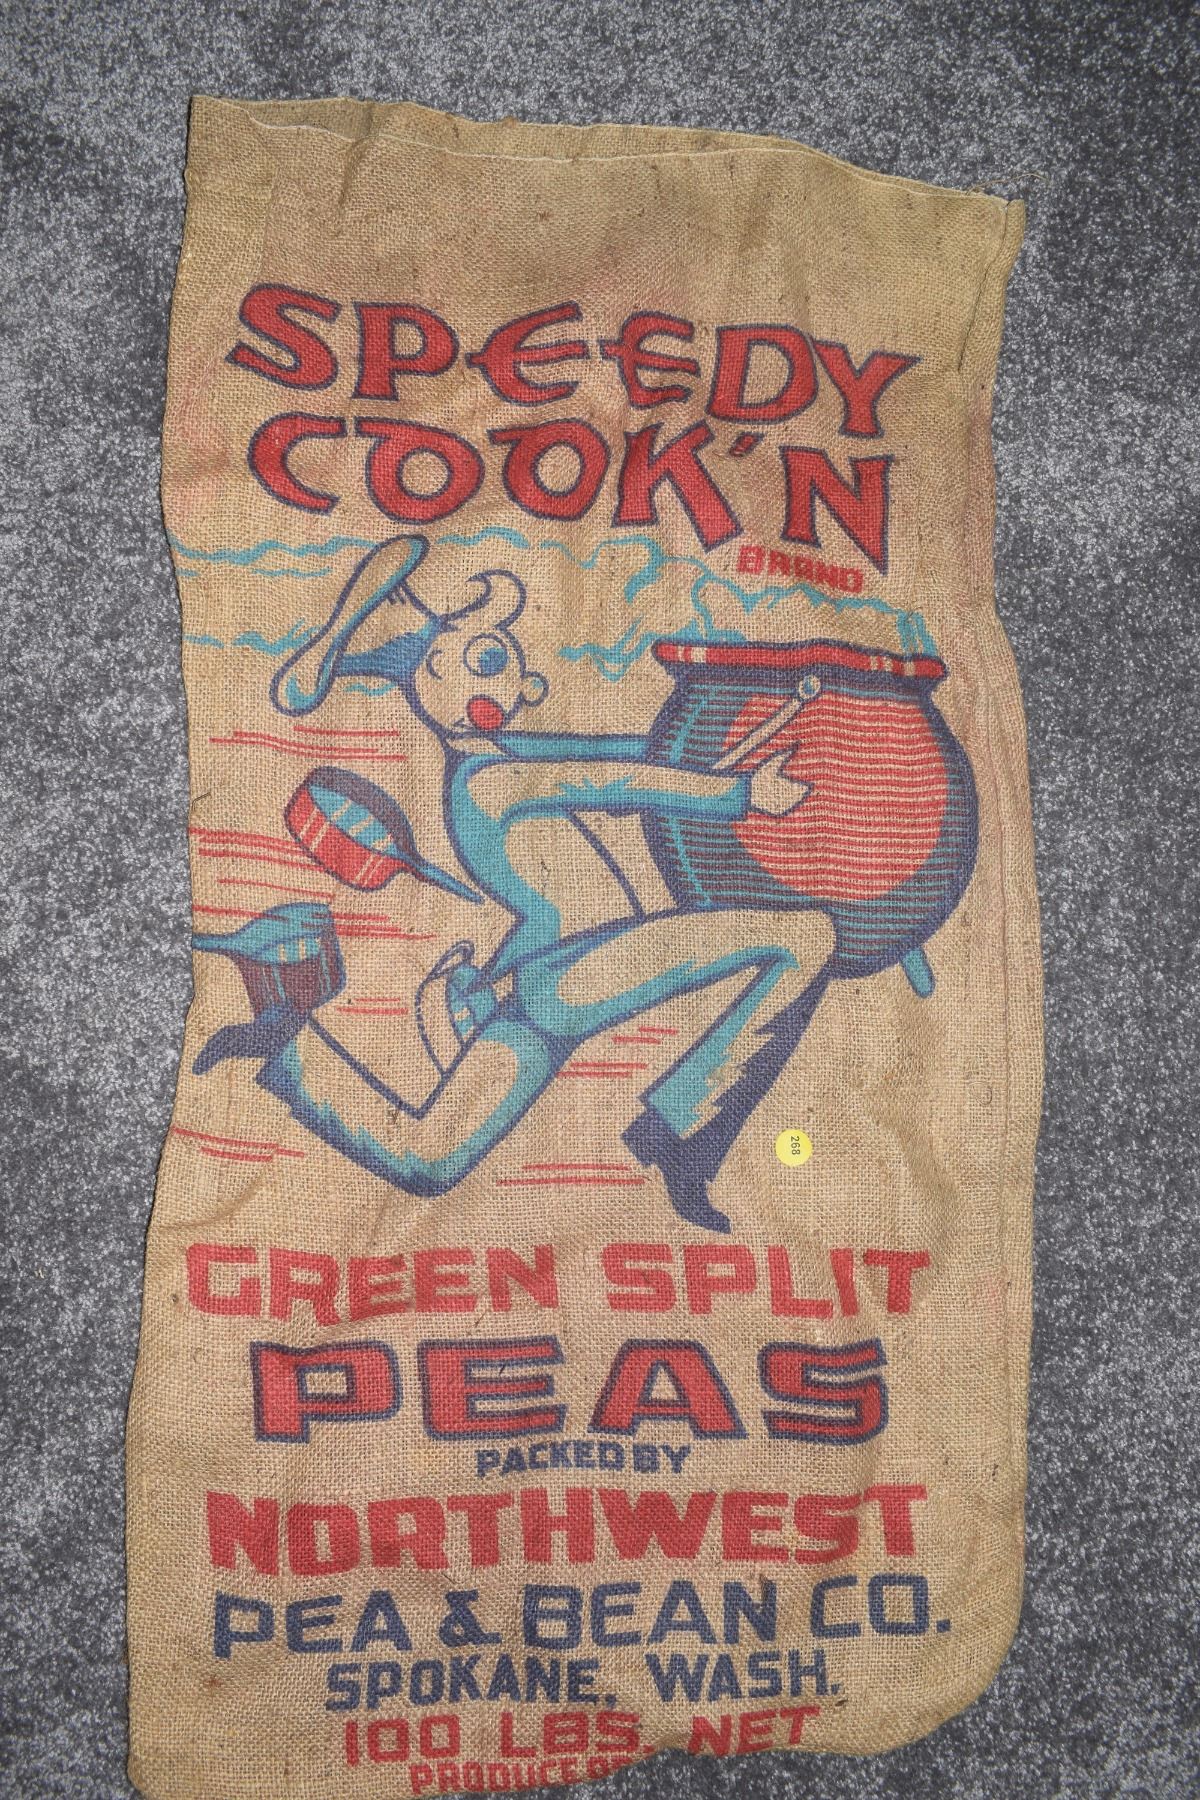 SPEEDY
COOK'N
BRAND
268
GREEN SPLIT
PEAS
PACKED BY
NORTHWEST
PEA & BEAN CO.
SPOKANE, WASH.
100 LBS. NET